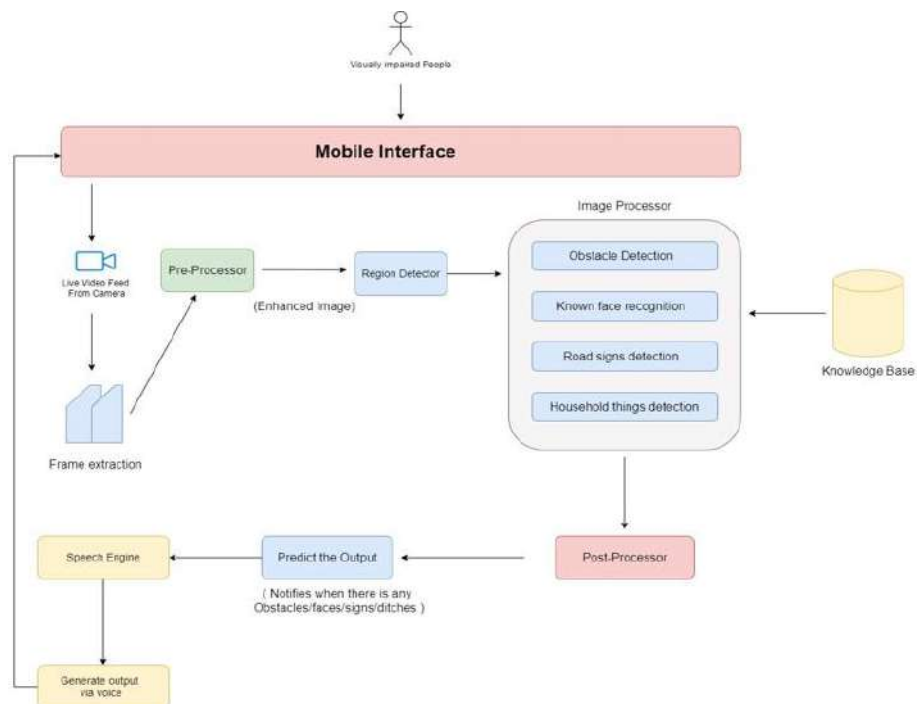 Visually Impaired People
Mobile Interface
Image Processor
Live Video Feed
From Camera
Pre-Processor
(Enhanced Image)
Region Detector
Obstacle Detection
Known face recognition
Road signs detection
Household things detection
Knowledge Base
Frame extraction
Speech Engine
Predict the Output
( Notifies when there is any
Obstacles/faces/signs/ditches )
Post-Processor
Generate output
via voice